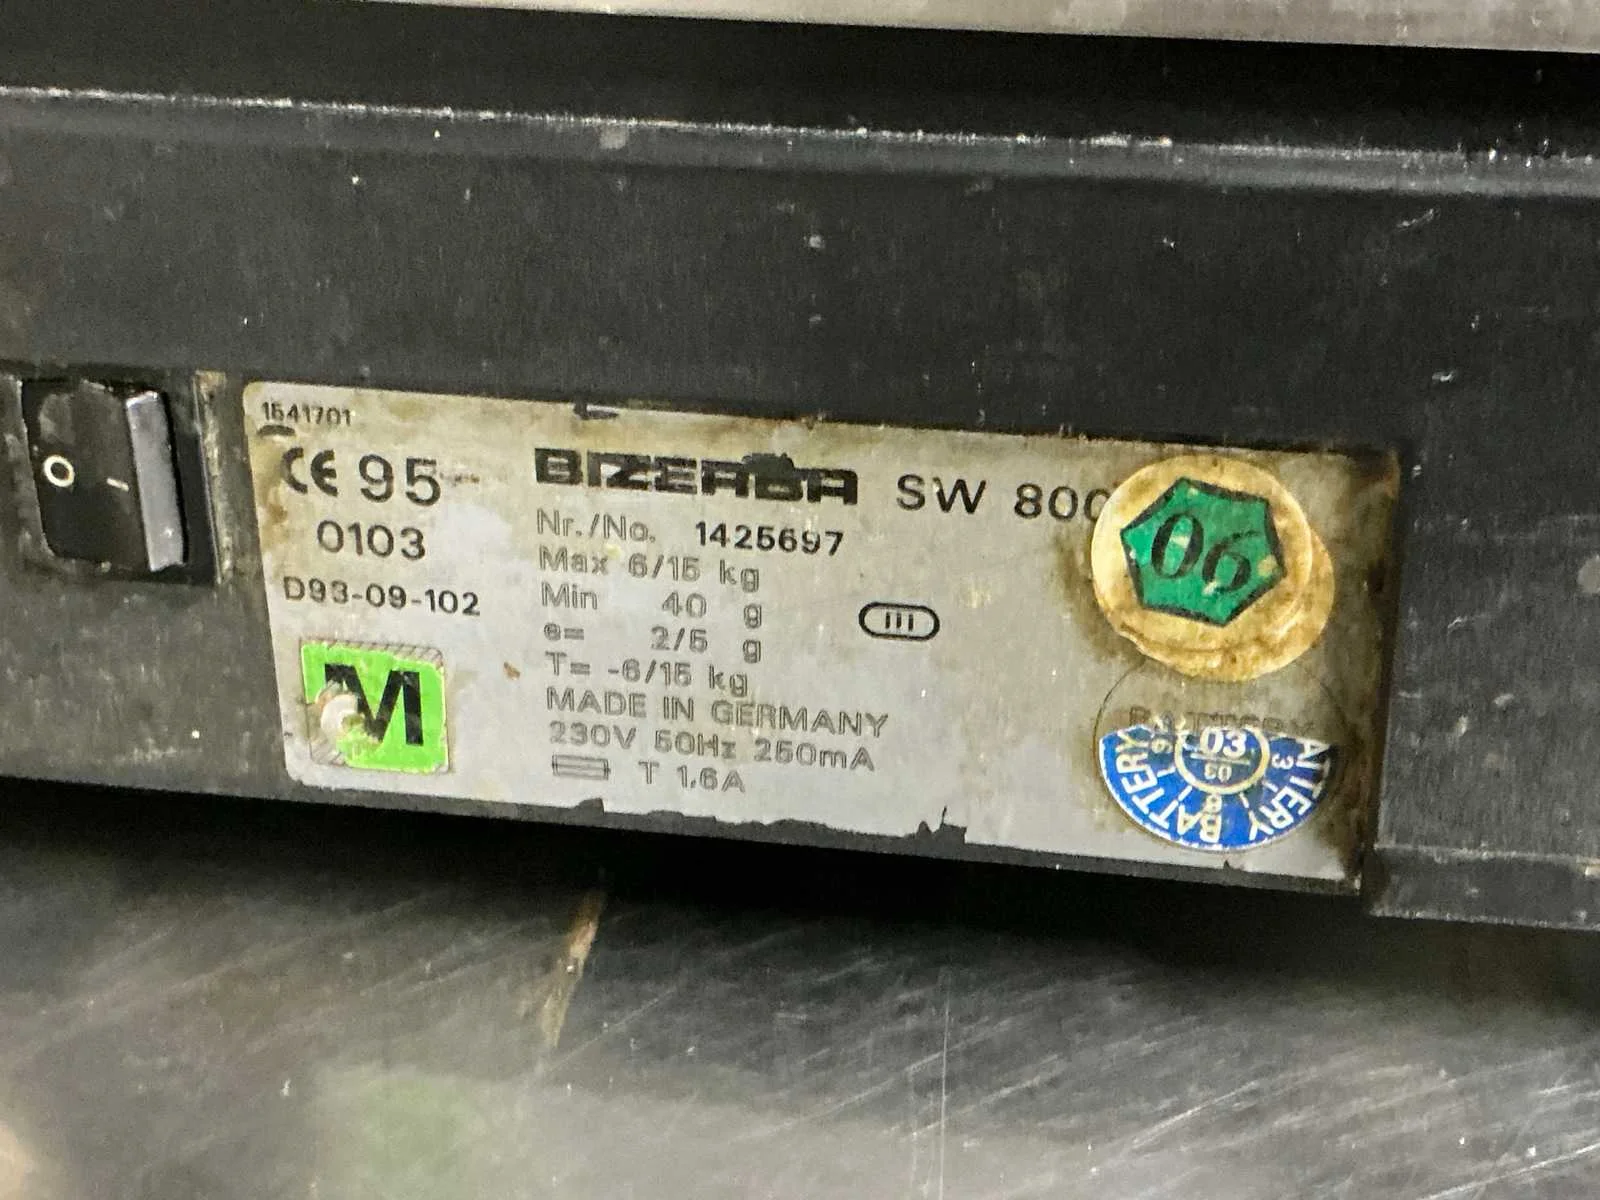 1541701
CE 95
0103
D93-09-102
M
BIZERBA SW 800
Nr./No. 1425697
Max 6/15 kg
Min 40 g
e= 2/5 g
T= -6/15 kg
MADE IN GERMANY
230V 50Hz 250mA
T 1,6A
III
06
03
BATTERY BATTERY BATTERY
O I